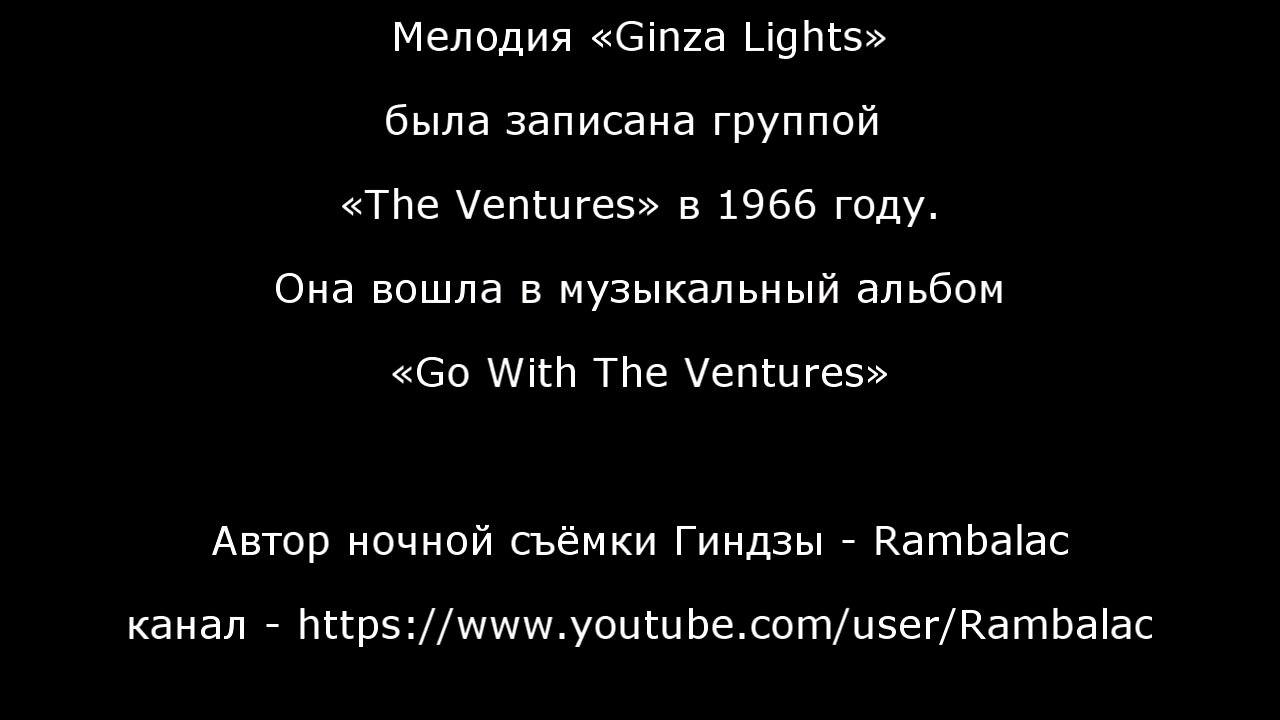 Мелодия «Ginza Lights»
была записана группой
«The Ventures» в 1966 году.
Она вошла в музыкальный альбом
«Go With The Ventures»
Автор ночной съёмки Гиндзы - Rambalac
канал - https://www.youtube.com/user/Rambalac